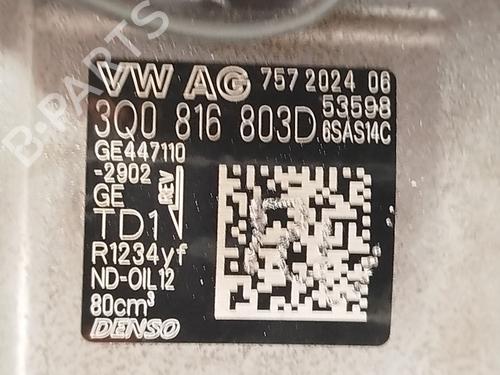 VW AG 757 2024 06
53598
3Q0 816 803D 6SAS14C
GE447110
-2902 REV
GE
TD1
R1234yf
ND-OIL12
80cm³
DENSO
B-PARTS